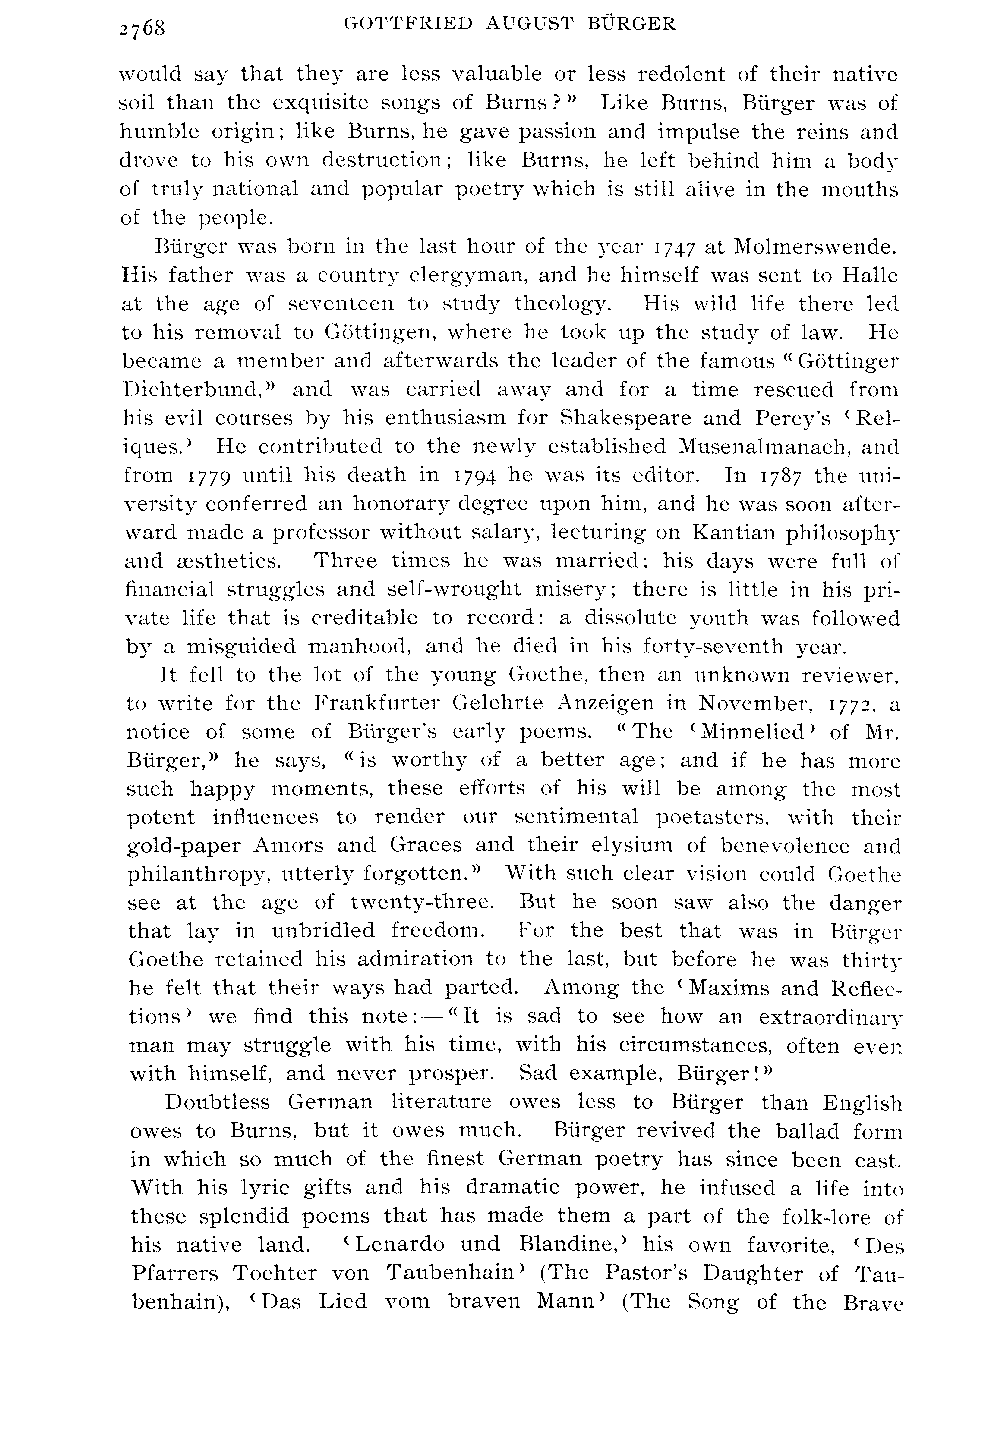 2768 GOTTFRIED AUGUST BÜRGER
would say that they are less valuable or less redolent of their native
soil than the exquisite songs of Burns?» Like Burns, Bürger was of
humble origin; like Burns, he gave passion and impulse the reins and
drove to his own destruction; like Burns, he left behind him a body
of truly national and popular poetry which is still alive in the mouths
of the people.
Bürger was born in the last hour of the year 1747 at Molmerswende.
His father was a country clergyman, and he himself was sent to Halle
at the age of seventeen to study theology. His wild life there led
to his removal to Göttingen, where he took up the study of law. He
became a member and afterwards the leader of the famous «Göttinger
Dichterbund,» and was carried away and for a time rescued from
his evil courses by his enthusiasm for Shakespeare and Percy's ‹Rel-
iques.› He contributed to the newly established Musenalmanach, and
from 1779 until his death in 1794 he was its editor. In 1787 the uni-
versity conferred an honorary degree upon him, and he was soon after-
ward made a professor without salary, lecturing on Kantian philosophy
and æsthetics. Three times he was married; his days were full of
financial struggles and self-wrought misery; there is little in his pri-
vate life that is creditable to record: a dissolute youth was followed
by a misguided manhood, and he died in his forty-seventh year.
It fell to the lot of the young Goethe, then an unknown reviewer,
to write for the Frankfurter Gelehrte Anzeigen in November, 1772, a
notice of some of Bürger's early poems. «The ‹Minnelied› of Mr.
Bürger,» he says, «is worthy of a better age; and if he has more
such happy moments, these efforts of his will be among the most
potent influences to render our sentimental poetasters, with their
gold-paper Amors and Graces and their elysium of benevolence and
philanthropy, utterly forgotten.» With such clear vision could Goethe
see at the age of twenty-three. But he soon saw also the danger
that lay in unbridled freedom. For the best that was in Bürger
Goethe retained his admiration to the last, but before he was thirty
he felt that their ways had parted. Among the ‹Maxims and Reflec-
tions› we find this note:—«It is sad to see how an extraordinary
man may struggle with his time, with his circumstances, often even
with himself, and never prosper. Sad example, Bürger!»
Doubtless German literature owes less to Bürger than English
owes to Burns, but it owes much. Bürger revived the ballad form
in which so much of the finest German poetry has since been cast.
With his lyric gifts and his dramatic power, he infused a life into
these splendid poems that has made them a part of the folk-lore of
his native land. ‹Lenardo und Blandine,› his own favorite, ‹Des
Pfarrers Tochter von Taubenhain› (The Pastor's Daughter of Tau-
benhain), ‹Das Lied vom braven Mann› (The Song of the Brave